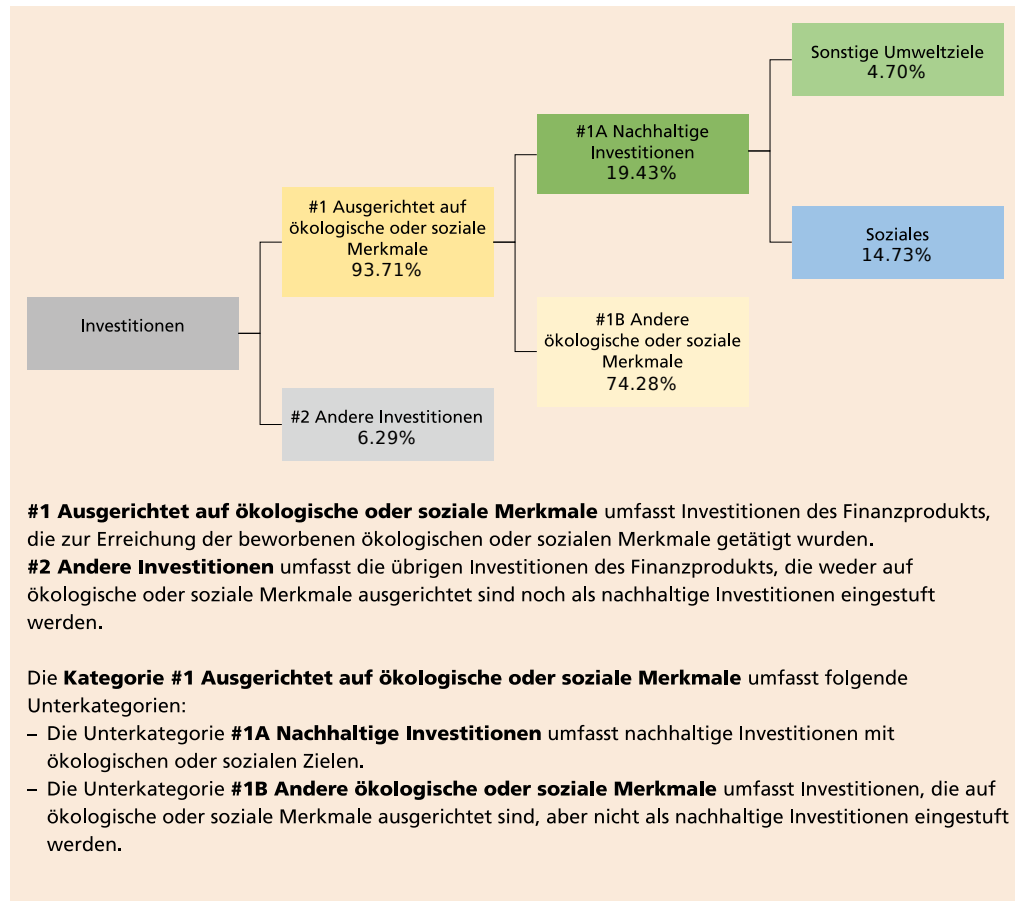 Sonstige Umweltziele
4.70%
#1A Nachhaltige
Investitionen
19.43%
#1 Ausgerichtet auf
ökologische oder soziale
Merkmale
93.71%
Soziales
14.73%
Investitionen
#1B Andere
ökologische oder soziale
Merkmale
74.28%
#2 Andere Investitionen
6.29%
#1 Ausgerichtet auf ökologische oder soziale Merkmale umfasst Investitionen des Finanzprodukts,
die zur Erreichung der beworbenen ökologischen oder sozialen Merkmale getätigt wurden.
#2 Andere Investitionen umfasst die übrigen Investitionen des Finanzprodukts, die weder auf
ökologische oder soziale Merkmale ausgerichtet sind noch als nachhaltige Investitionen eingestuft
werden.
Die Kategorie #1 Ausgerichtet auf ökologische oder soziale Merkmale umfasst folgende
Unterkategorien:
– Die Unterkategorie #1A Nachhaltige Investitionen umfasst nachhaltige Investitionen mit
ökologischen oder sozialen Zielen.
– Die Unterkategorie #1B Andere ökologische oder soziale Merkmale umfasst Investitionen, die auf
ökologische oder soziale Merkmale ausgerichtet sind, aber nicht als nachhaltige Investitionen eingestuft
werden.